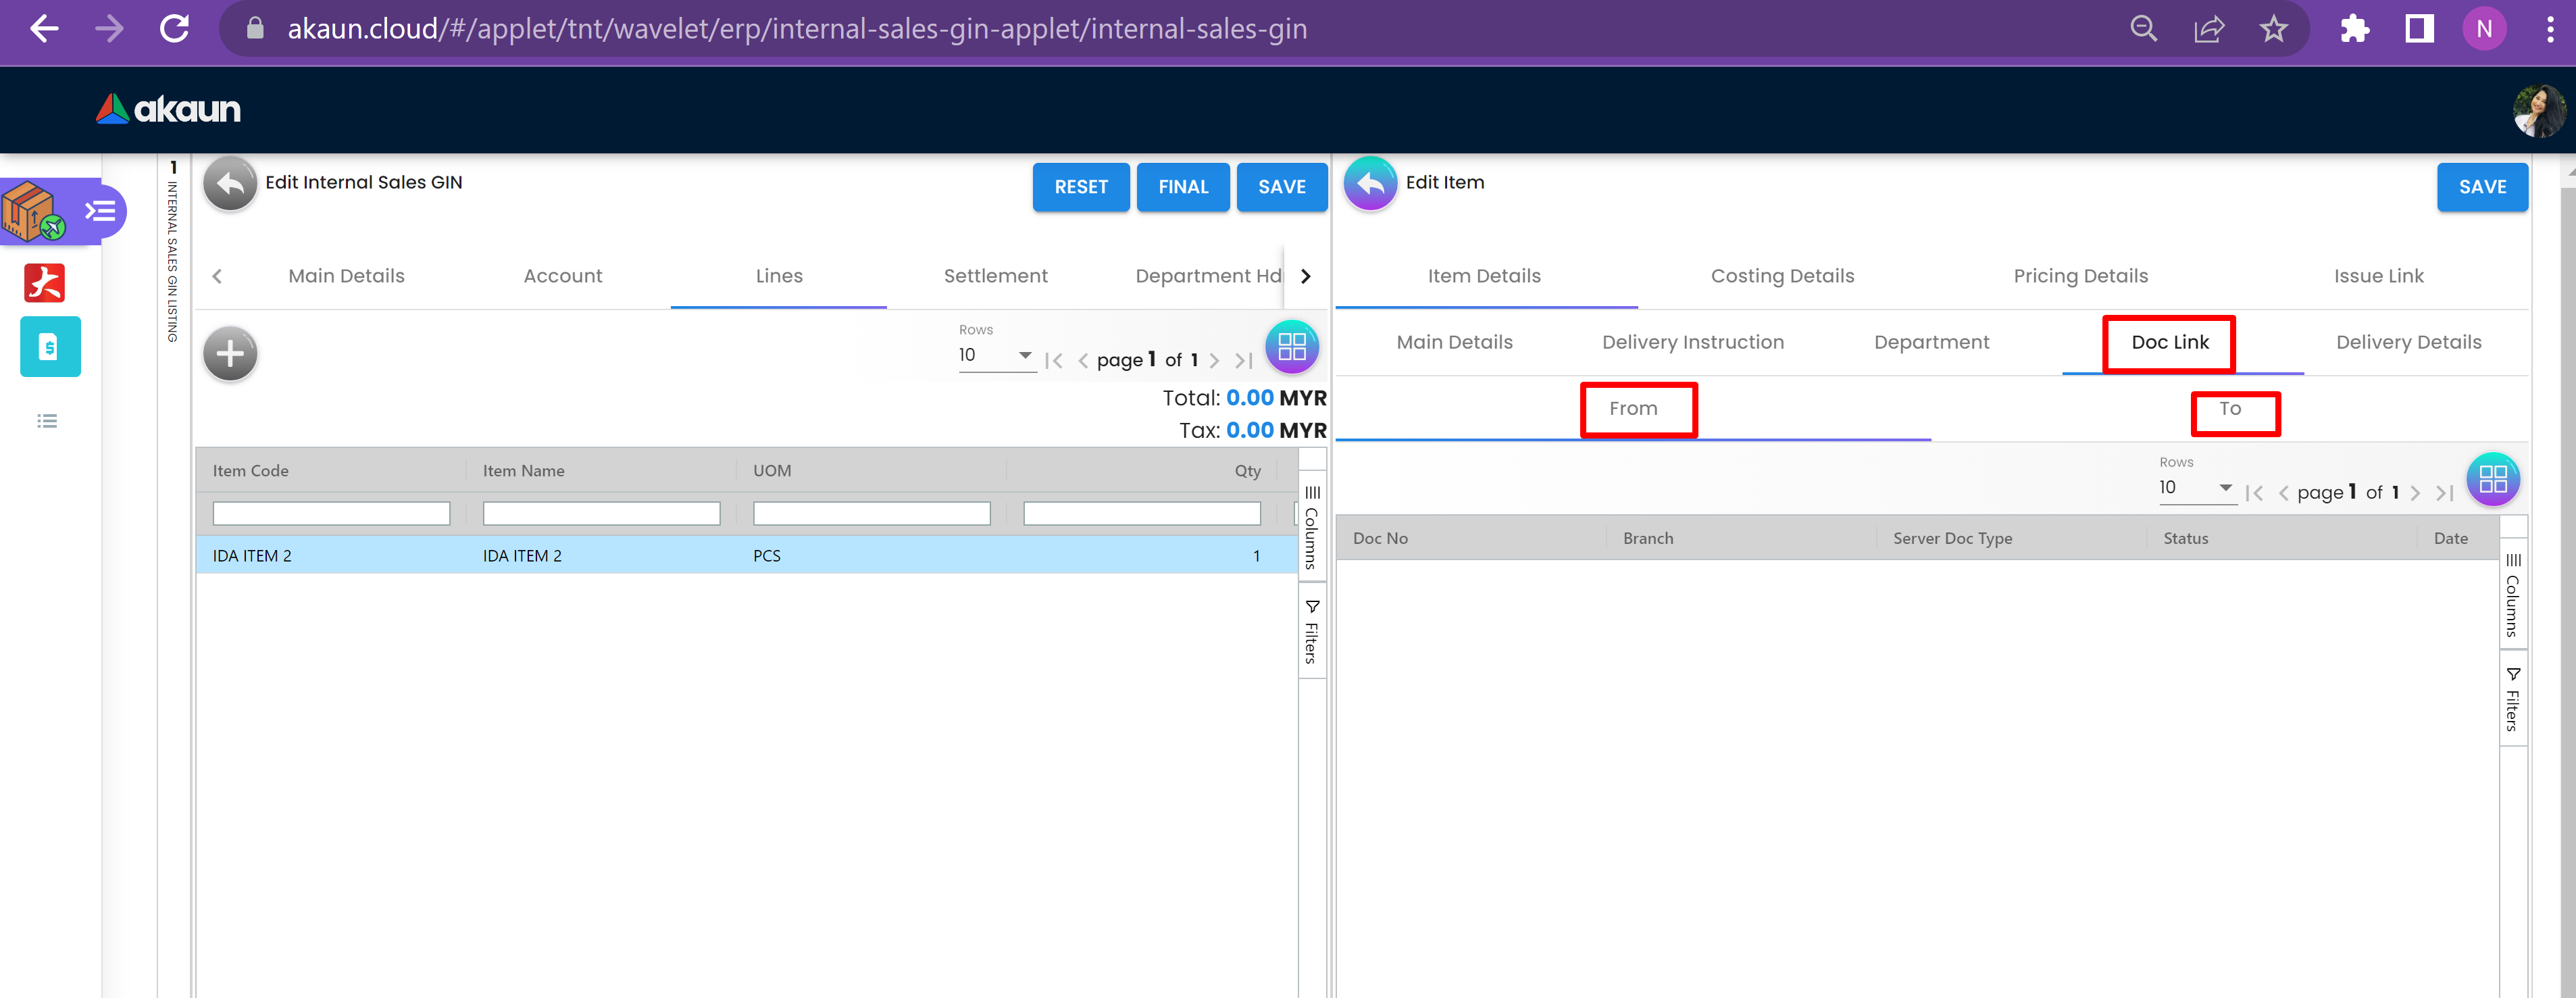 akaun.cloud/#/applet/tnt/wavelet/erp/internal-sales-gin-applet/internal-sales-gin
N
akaun
1
INTERNAL SALES GIN LISTING
Edit Internal Sales GIN
RESET
FINAL
SAVE
Main Details
Account
Lines
Settlement
Department Hd
Rows
10
page 1 of 1
Total: 0.00 MYR
Tax: 0.00 MYR
Item Code
Item Name
UOM
Qty
IDA ITEM 2
IDA ITEM 2
PCS
1
Columns
Filters
Edit Item
SAVE
Item Details
Costing Details
Pricing Details
Issue Link
Main Details
Delivery Instruction
Department
Doc Link
Delivery Details
From
To
Rows
10
page 1 of 1
Doc No
Branch
Server Doc Type
Status
Date
Columns
Filters